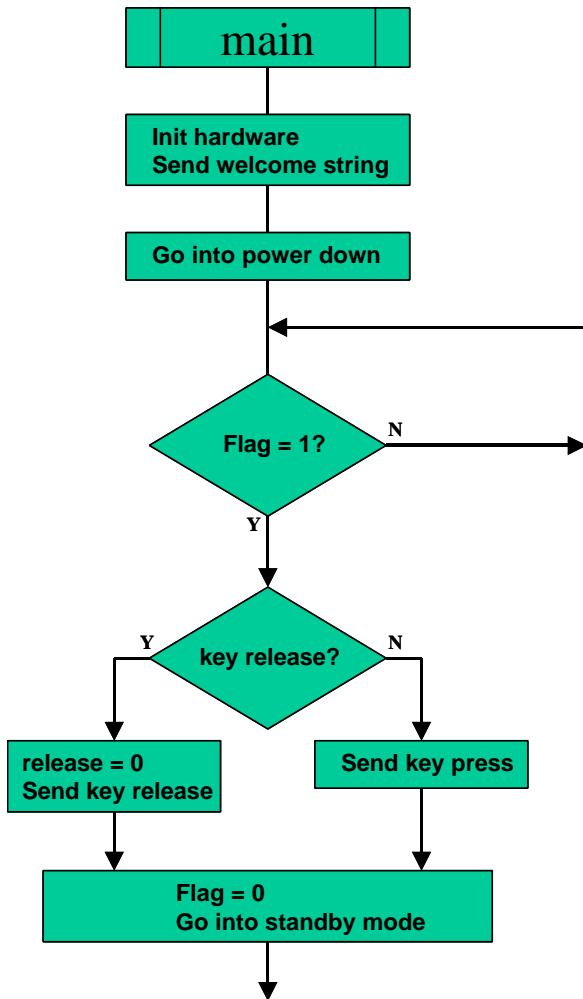 main
Init hardware
Send welcome string
Go into power down
Flag = 1?
N
Y
key release?
Y
N
release = 0
Send key release
Send key press
Flag = 0
Go into standby mode